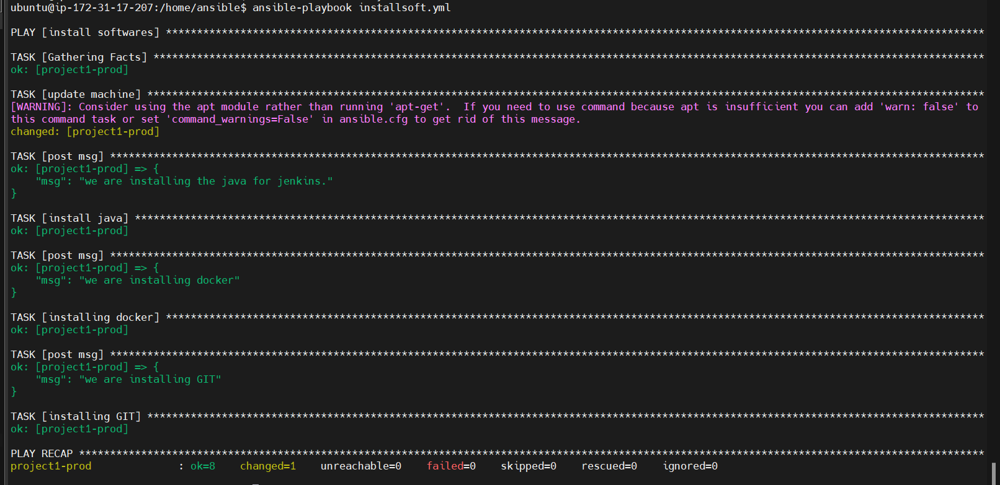 ubuntu@ip-172-31-17-207:/home/ansible$ ansible-playbook installsoft.yml
PLAY [install softwares] ************************************************************************************************************************************
TASK [Gathering Facts] **************************************************************************************************************************************
ok: [project1-prod]
TASK [update machine] ***************************************************************************************************************************************
[WARNING]: Consider using the apt module rather than running 'apt-get'.  If you need to use command because apt is insufficient you can add 'warn: false' to
this command task or set 'command_warnings=False' in ansible.cfg to get rid of this message.
changed: [project1-prod]
TASK [post msg] *********************************************************************************************************************************************
ok: [project1-prod] => {
    "msg": "we are installing the java for jenkins."
}
TASK [install java] *****************************************************************************************************************************************
ok: [project1-prod]
TASK [post msg] *********************************************************************************************************************************************
ok: [project1-prod] => {
    "msg": "we are installing docker"
}
TASK [installing docker] ************************************************************************************************************************************
ok: [project1-prod]
TASK [post msg] *********************************************************************************************************************************************
ok: [project1-prod] => {
    "msg": "we are installing GIT"
}
TASK [installing GIT] ***************************************************************************************************************************************
ok: [project1-prod]
PLAY RECAP **************************************************************************************************************************************************
project1-prod              : ok=8    changed=1    unreachable=0    failed=0    skipped=0    rescued=0    ignored=0